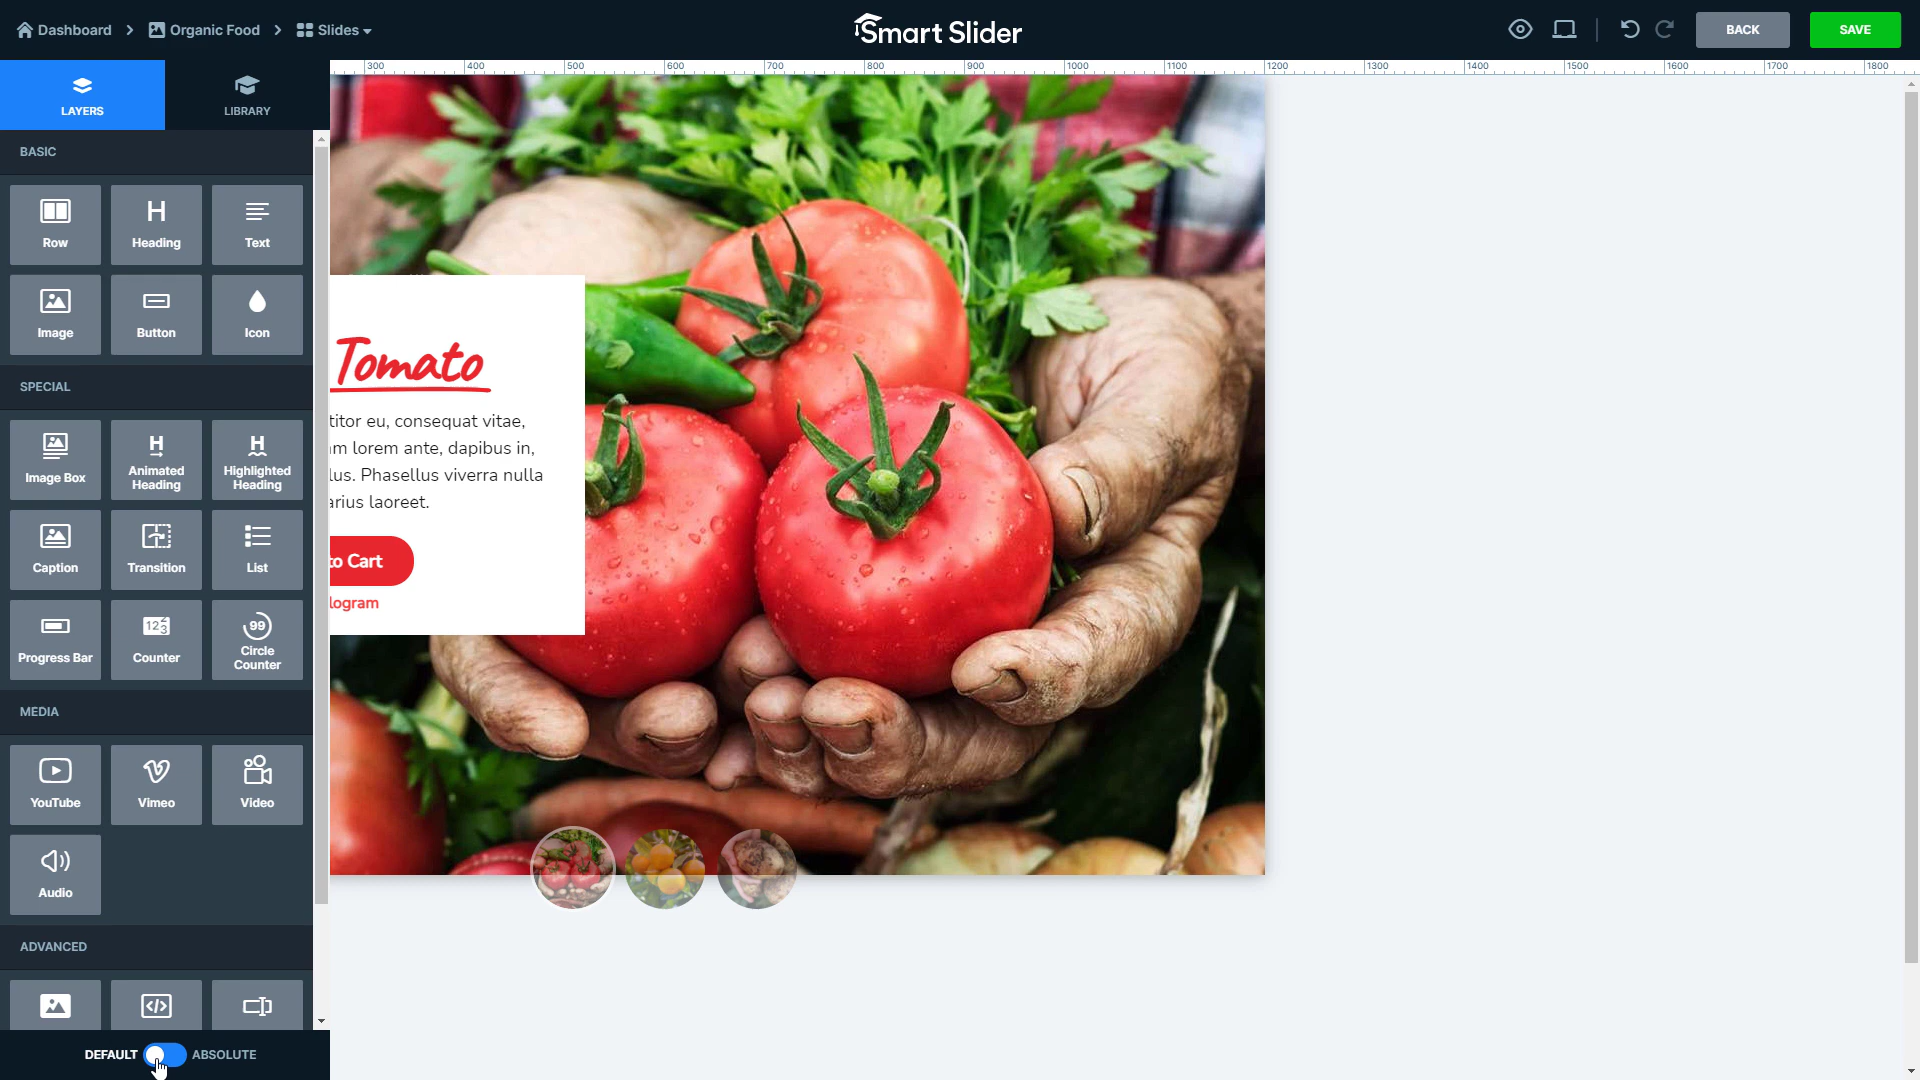 Dashboard
Organic Food
Slides
Smart Slider
BACK
SAVE
300 400 500 600 700 800 900 1000 1100 1200 1300 1400 1500 1600 1700 1800
LAYERS
LIBRARY
BASIC
Row
Heading
Text
Image
Button
Icon
SPECIAL
Image Box
Animated
Heading
Highlighted
Heading
Caption
Transition
List
Progress Bar
123
Counter
99
Circle
Counter
MEDIA
YouTube
Vimeo
Video
Audio
ADVANCED
DEFAULT
ABSOLUTE
Tomato
titor eu, consequat vitae,
m lorem ante, dapibus in,
lus. Phasellus viverra nulla
arius laoreet.
to Cart
logram